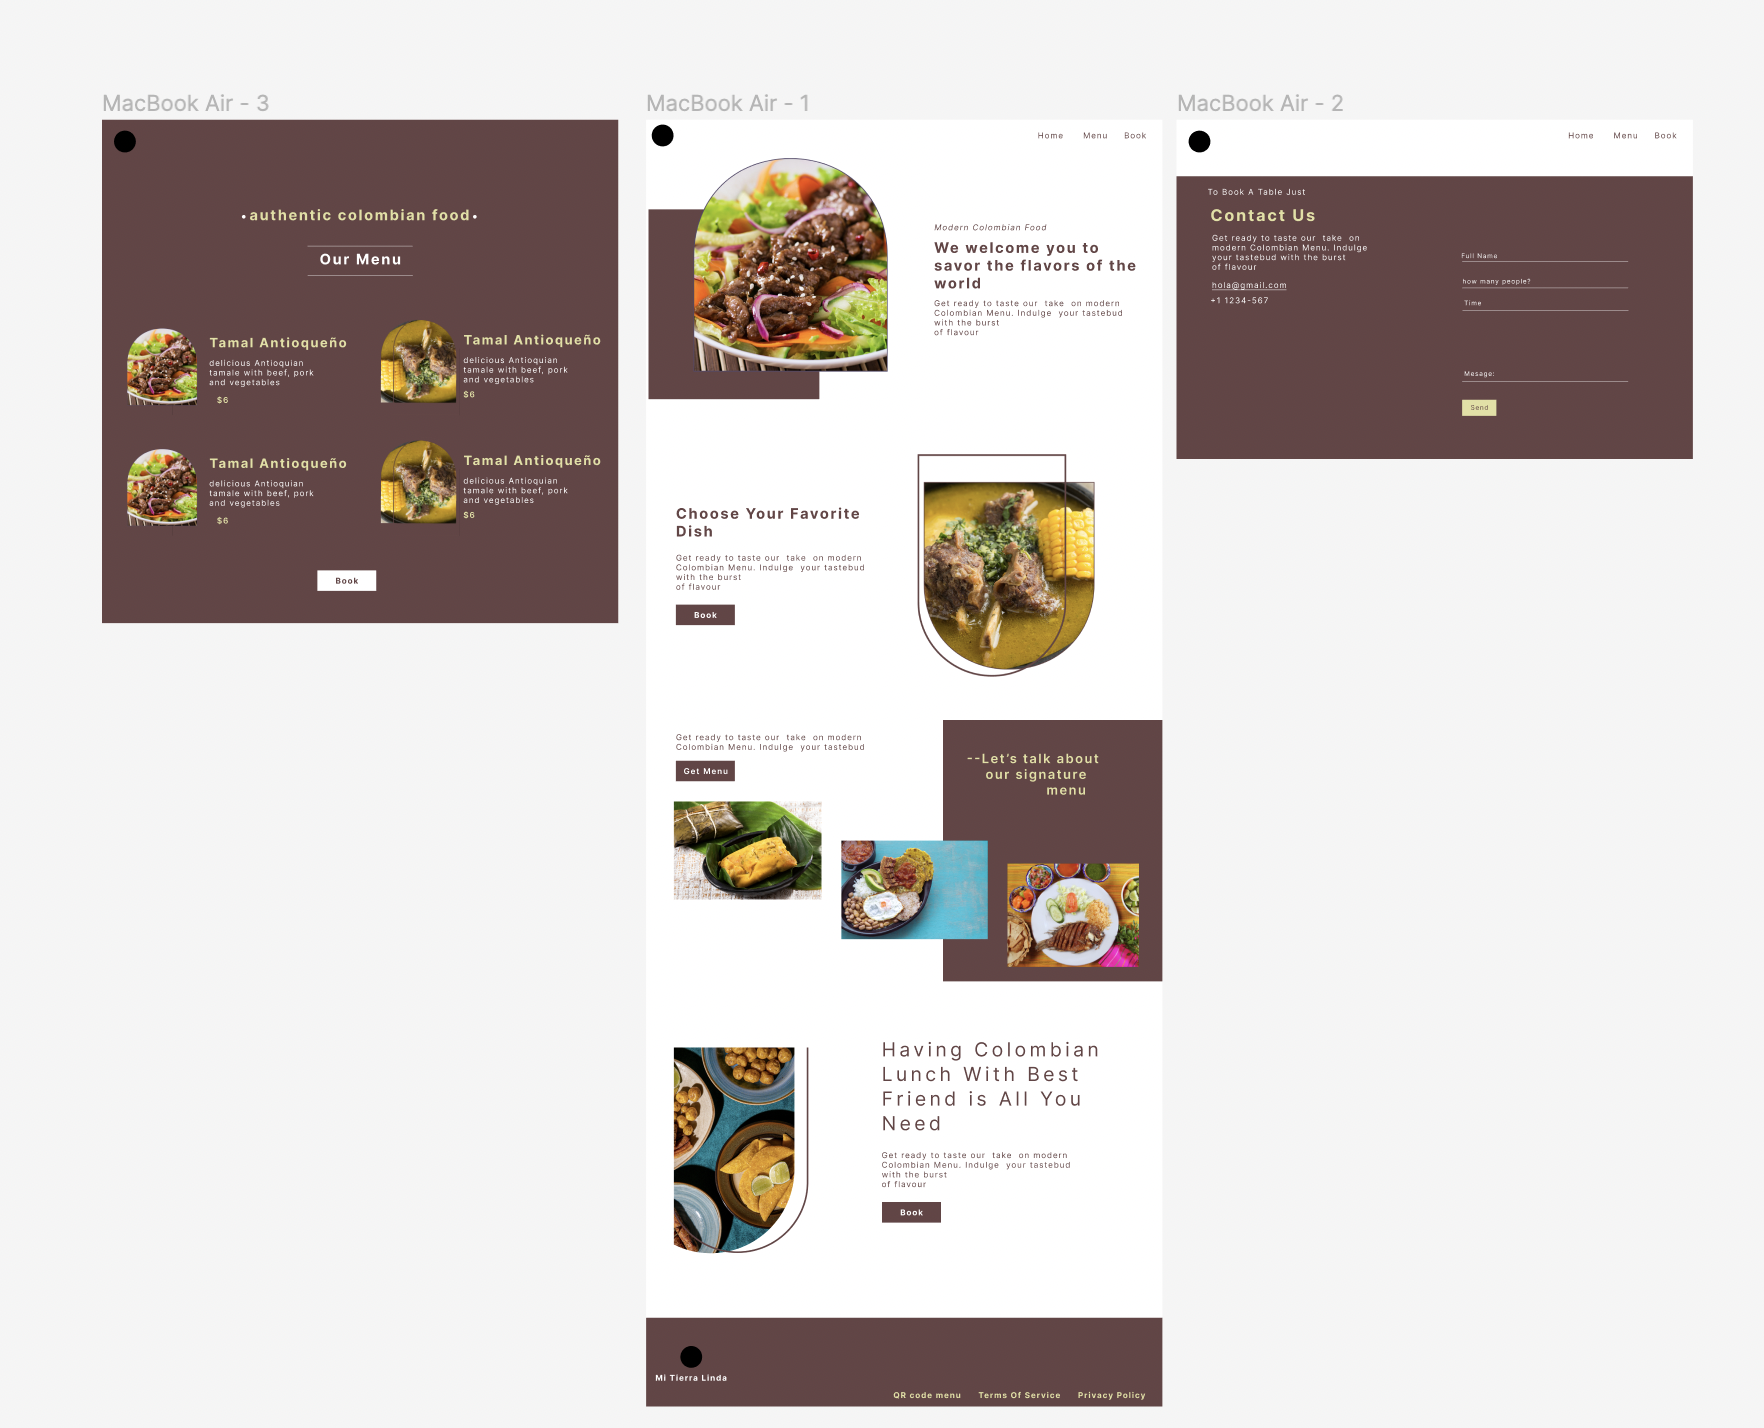 MacBook Air - 3
authentic colombian food
Our Menu
Tamal Antioqueño
delicious Antioquian
tamale with beef, pork
and vegetables
$6
Tamal Antioqueño
delicious Antioquian
tamale with beef, pork
and vegetables
$6
Tamal Antioqueño
delicious Antioquian
tamale with beef, pork
and vegetables
$6
Tamal Antioqueño
delicious Antioquian
tamale with beef, pork
and vegetables
$6
Book
MacBook Air - 1
Home Menu Book
Modern Colombian Food
We welcome you to
savor the flavors of the
world
Get ready to taste our take on modern
Colombian Menu. Indulge your tastebud
with the burst
of flavour
Choose Your Favorite
Dish
Get ready to taste our take on modern
Colombian Menu. Indulge your tastebud
with the burst
of flavour
Book
Get ready to taste our take on modern
Colombian Menu. Indulge your tastebud
Get Menu
--Let's talk about
our signature
menu
Having Colombian
Lunch With Best
Friend is All You
Need
Get ready to taste our take on modern
Colombian Menu. Indulge your tastebud
with the burst
of flavour
Book
Mi Tierra Linda
QR code menu Terms Of Service Privacy Policy
MacBook Air - 2
Home Menu Book
To Book A Table Just
Contact Us
Get ready to taste our take on
modern Colombian Menu. Indulge
your tastebud with the burst
of flavour
hola@gmail.com
+1 1234-567
Full Name
how many people?
Time
Mesage:
Send